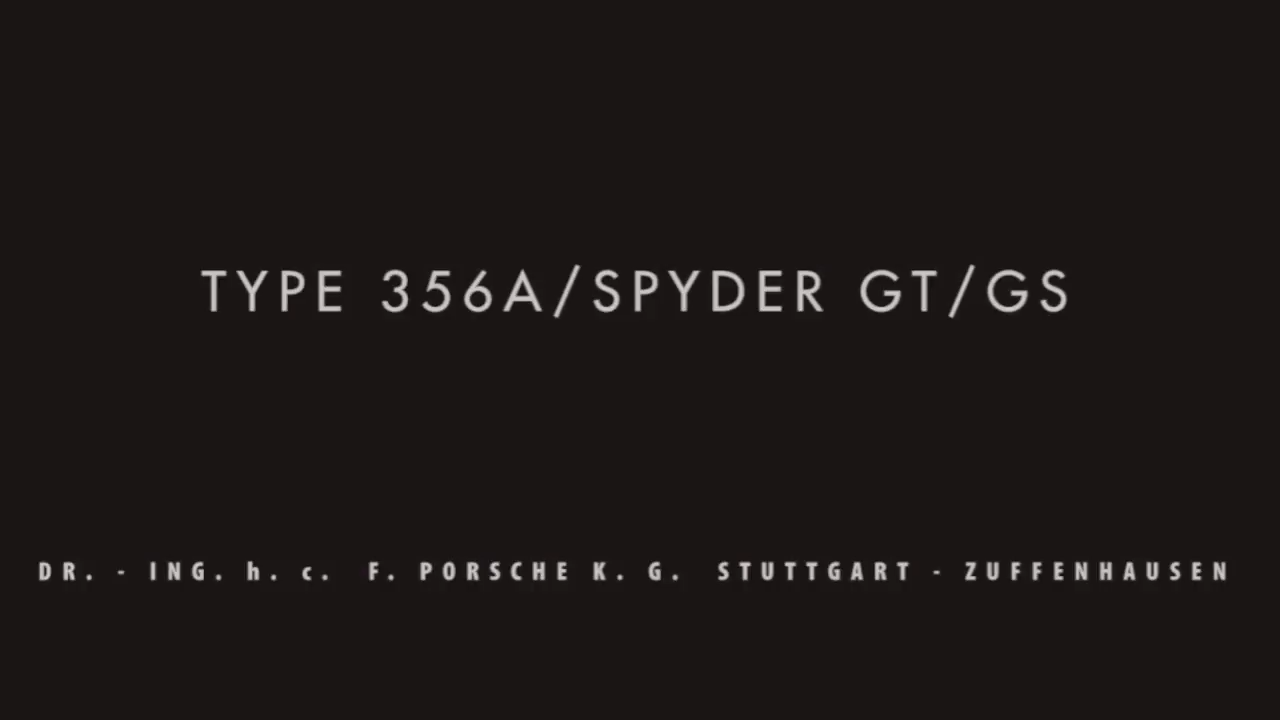 TYPE 356A/SPYDER GT/GS
DR. - ING. h. c. F. PORSCHE K. G. STUTTGART - ZUFFENHAUSEN